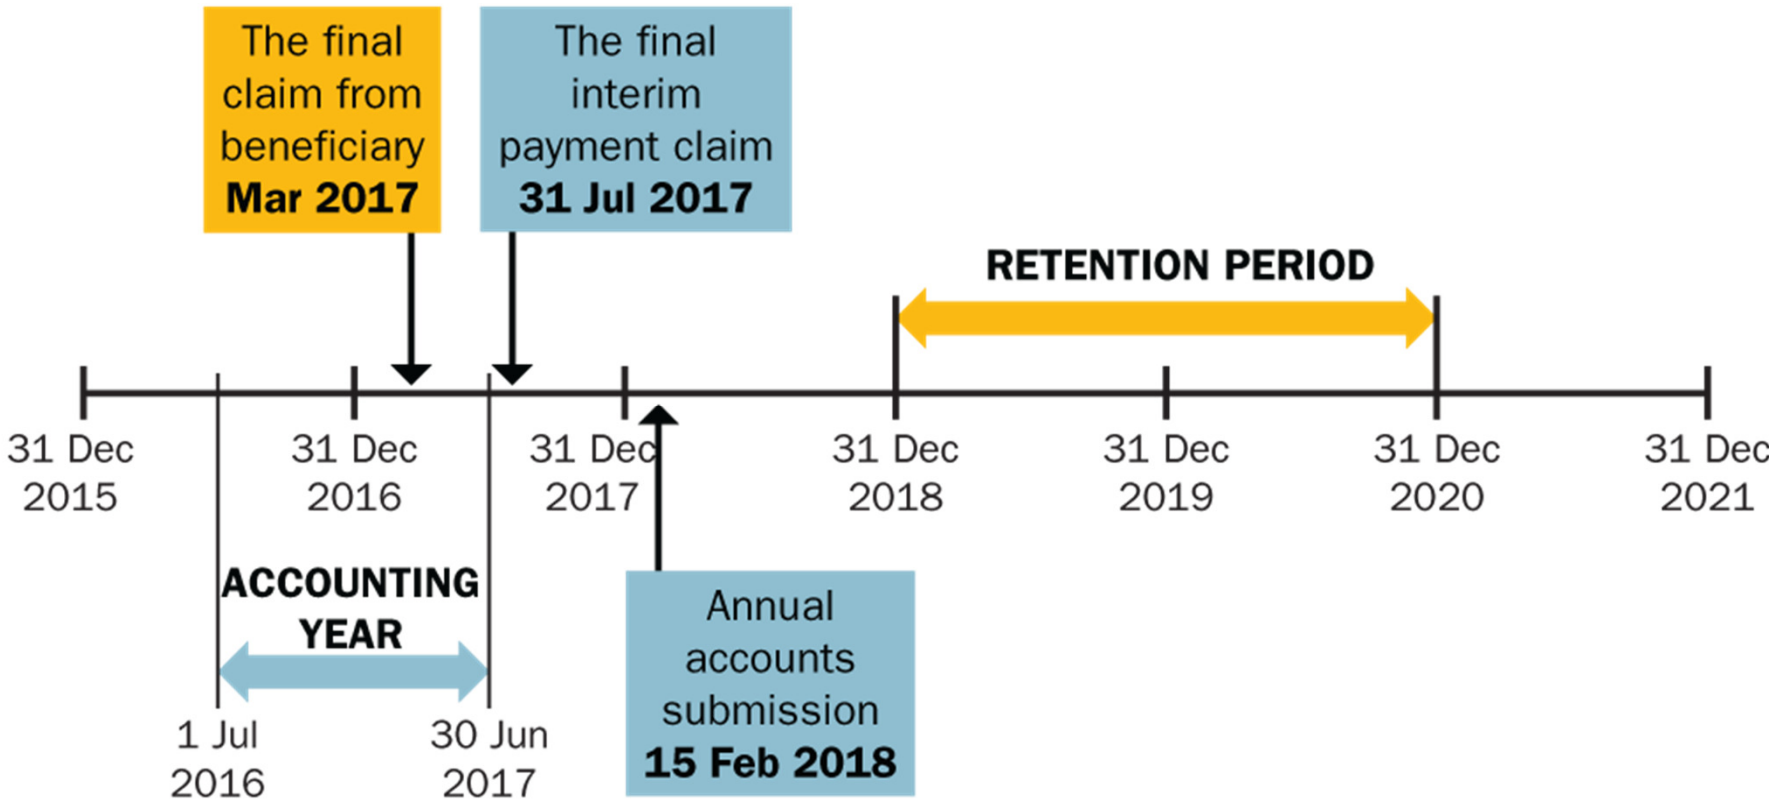 The final
claim from
beneficiary
Mar 2017
The final
interim
payment claim
31 Jul 2017
RETENTION PERIOD
31 Dec
2015
31 Dec
2016
31 Dec
2017
31 Dec
2018
31 Dec
2019
31 Dec
2020
31 Dec
2021
ACCOUNTING
YEAR
1 Jul
2016
30 Jun
2017
Annual
accounts
submission
15 Feb 2018